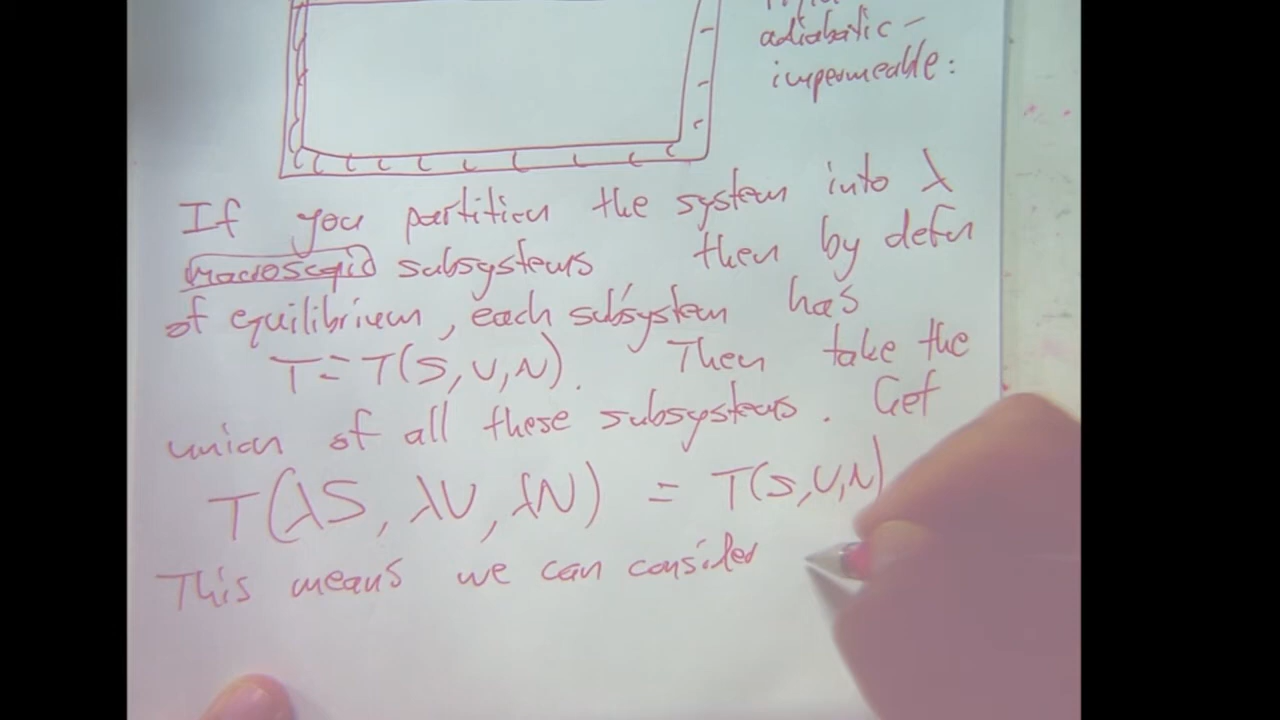 adiabatic -
impermeable:
If you partition the system into λ
macroscopic subsystems then by defn
of equilibrium, each subsystem has
T = T(S, U, N). Then take the
union of all these subsystems. Get
T(λS, λU, λN) = T(S, U, N)
This means we can consider